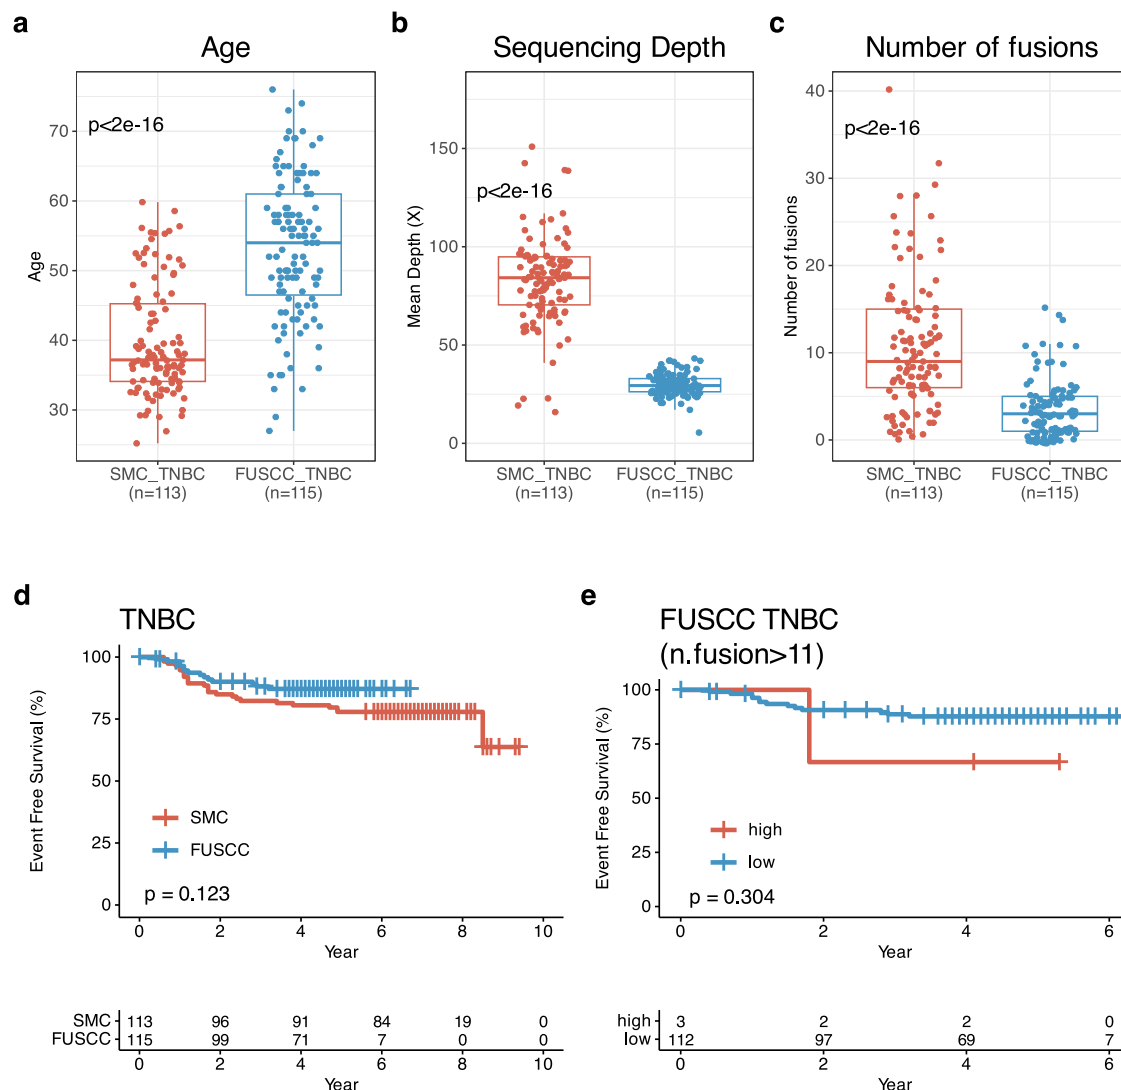 a
Age
p<2e-16
Age
70
60
50
40
30
SMC_TNBC
(n=113)
FUSCC_TNBC
(n=115)
b
Sequencing Depth
p<2e-16
Mean Depth (X)
150
100
50
0
SMC_TNBC
(n=113)
FUSCC_TNBC
(n=115)
c
Number of fusions
p<2e-16
Number of fusions
40
30
20
10
0
SMC_TNBC
(n=113)
FUSCC_TNBC
(n=115)
d
TNBC
Event Free Survival (%)
100
75
50
25
0
SMC
FUSCC
p = 0.123
0 2 4 6 8 10
Year
SMC 113 96 91 84 19 0
FUSCC 115 99 71 7 0 0
0 2 4 6 8 10
Year
e
FUSCC TNBC
(n.fusion>11)
Event Free Survival (%)
100
75
50
25
0
high
low
p = 0.304
0 2 4 6
Year
high 3 2 2 0
low 112 97 69 7
0 2 4 6
Year